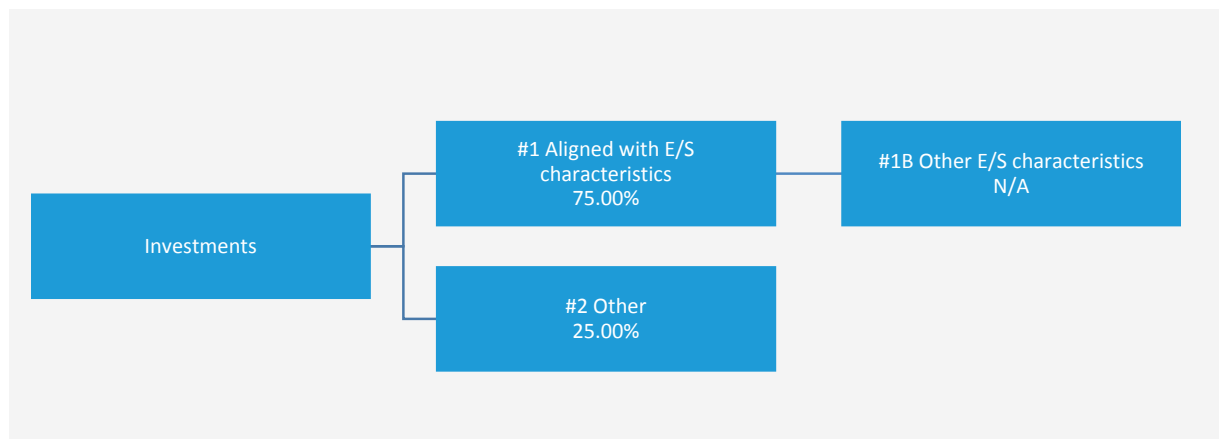 Investments
#1 Aligned with E/S
characteristics
75.00%
#1B Other E/S characteristics
N/A
#2 Other
25.00%